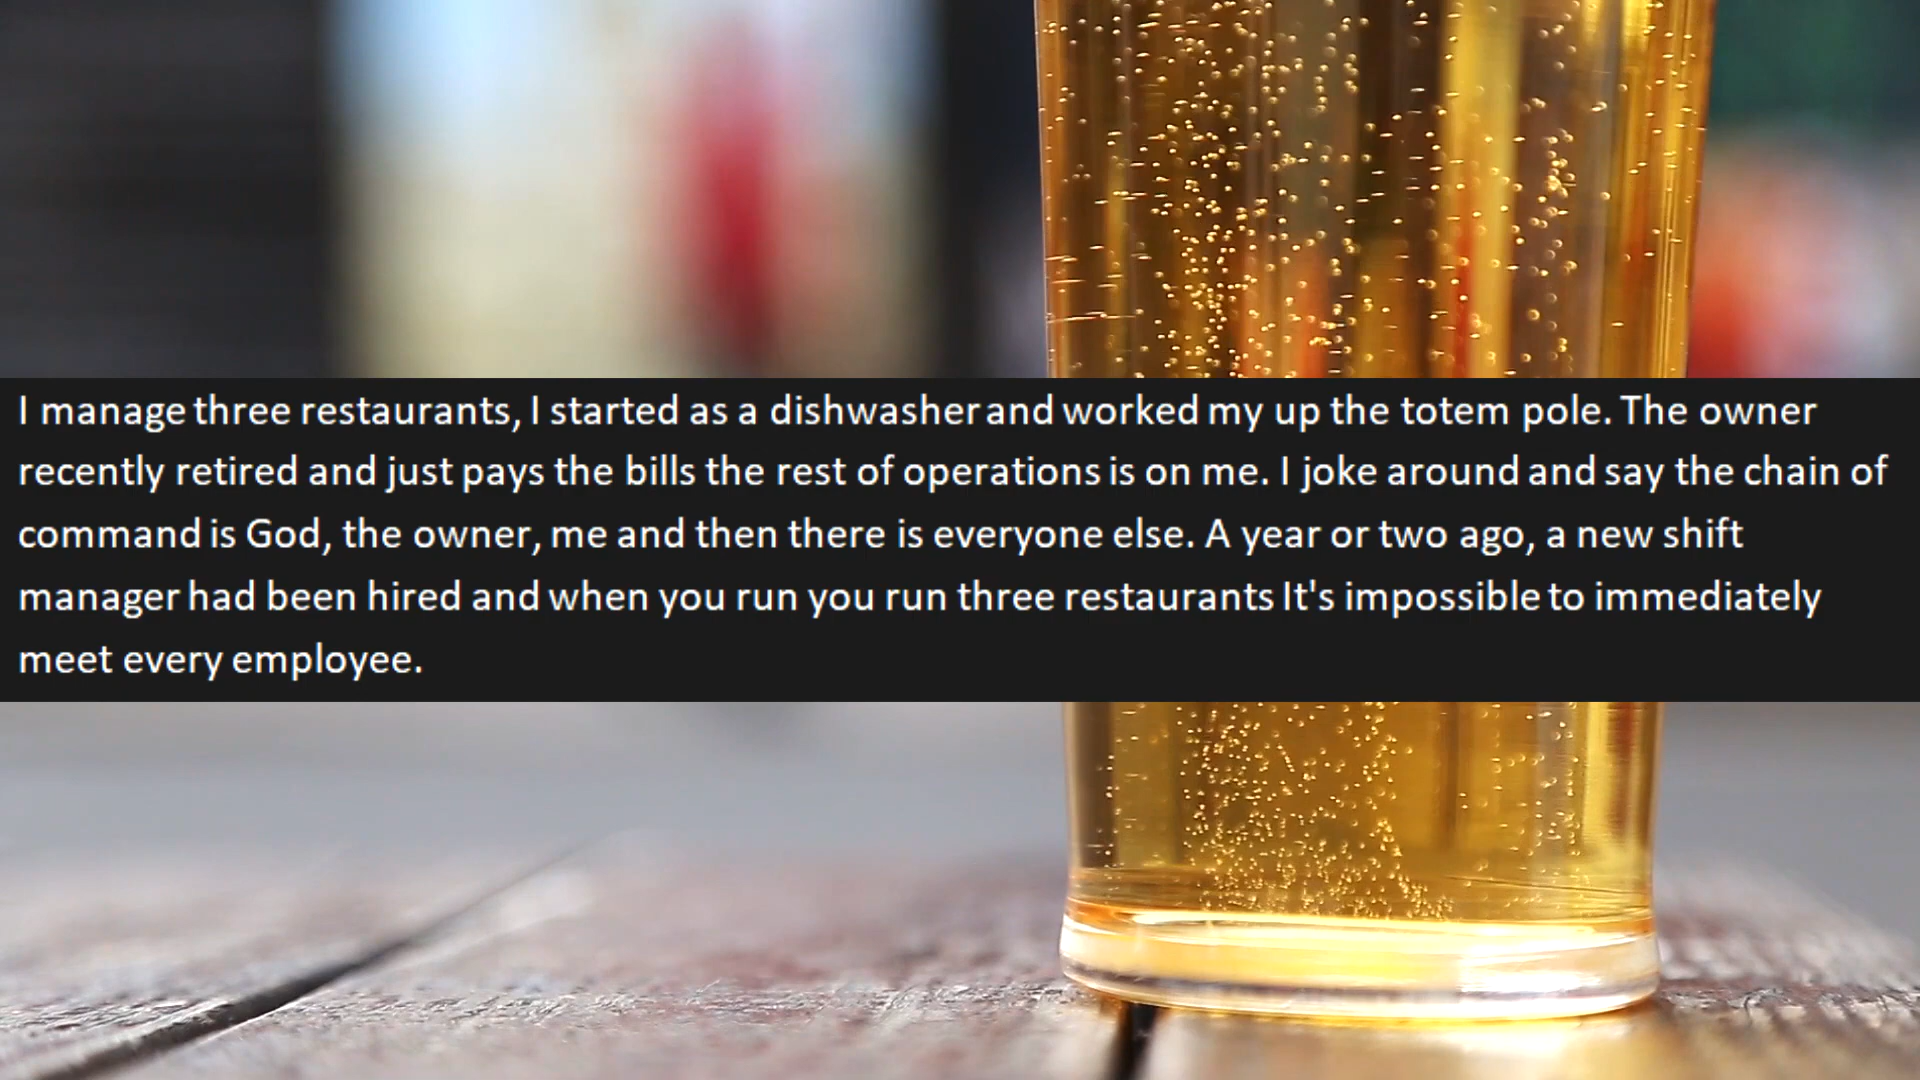 I manage three restaurants, I started as a dishwasher and worked my up the totem pole. The owner
recently retired and just pays the bills the rest of operations is on me. I joke around and say the chain of
command is God, the owner, me and then there is everyone else. A year or two ago, a new shift
manager had been hired and when you run you run three restaurants It's impossible to immediately
meet every employee.